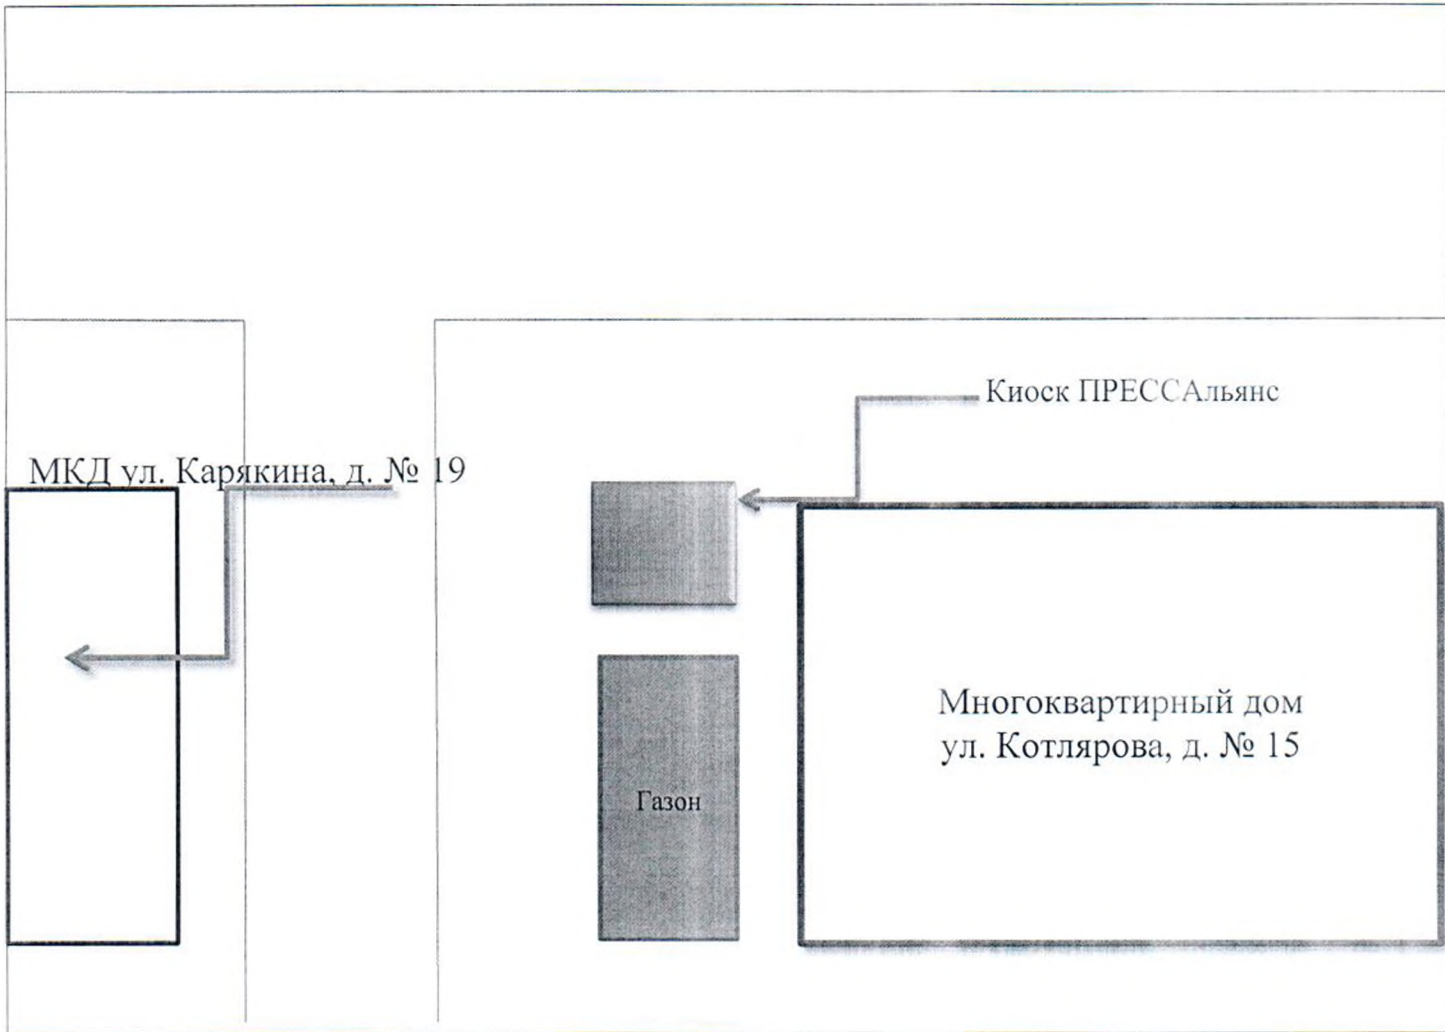 Киоск ПРЕССАльянс
МКД ул. Карякина, д. № 19
Многоквартирный дом
ул. Котлярова, д. № 15
Газон